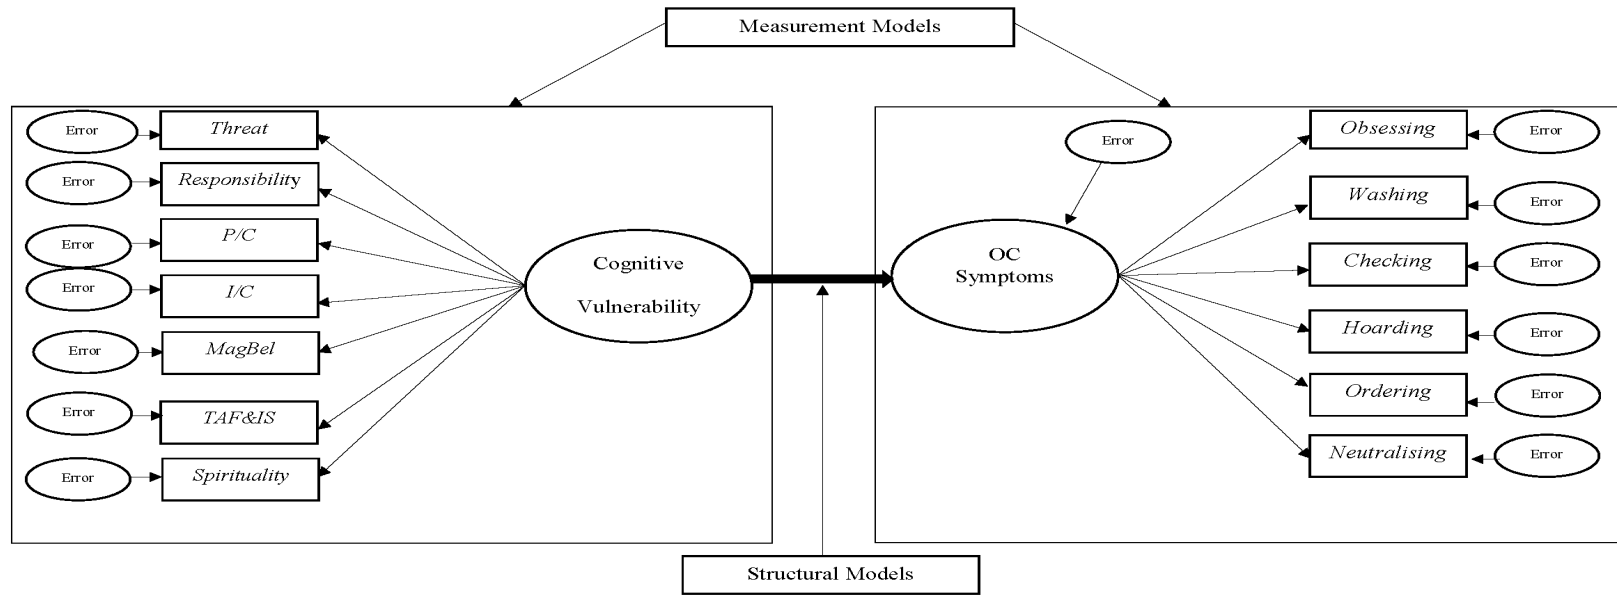 Measurement Models
Error
Threat
Error
Responsibility
Error
P/C
Error
I/C
Error
MagBel
Error
TAF&IS
Error
Spirituality
Cognitive
Vulnerability
Error
OC
Symptoms
Obsessing
Error
Washing
Error
Checking
Error
Hoarding
Error
Ordering
Error
Neutralising
Error
Structural Models